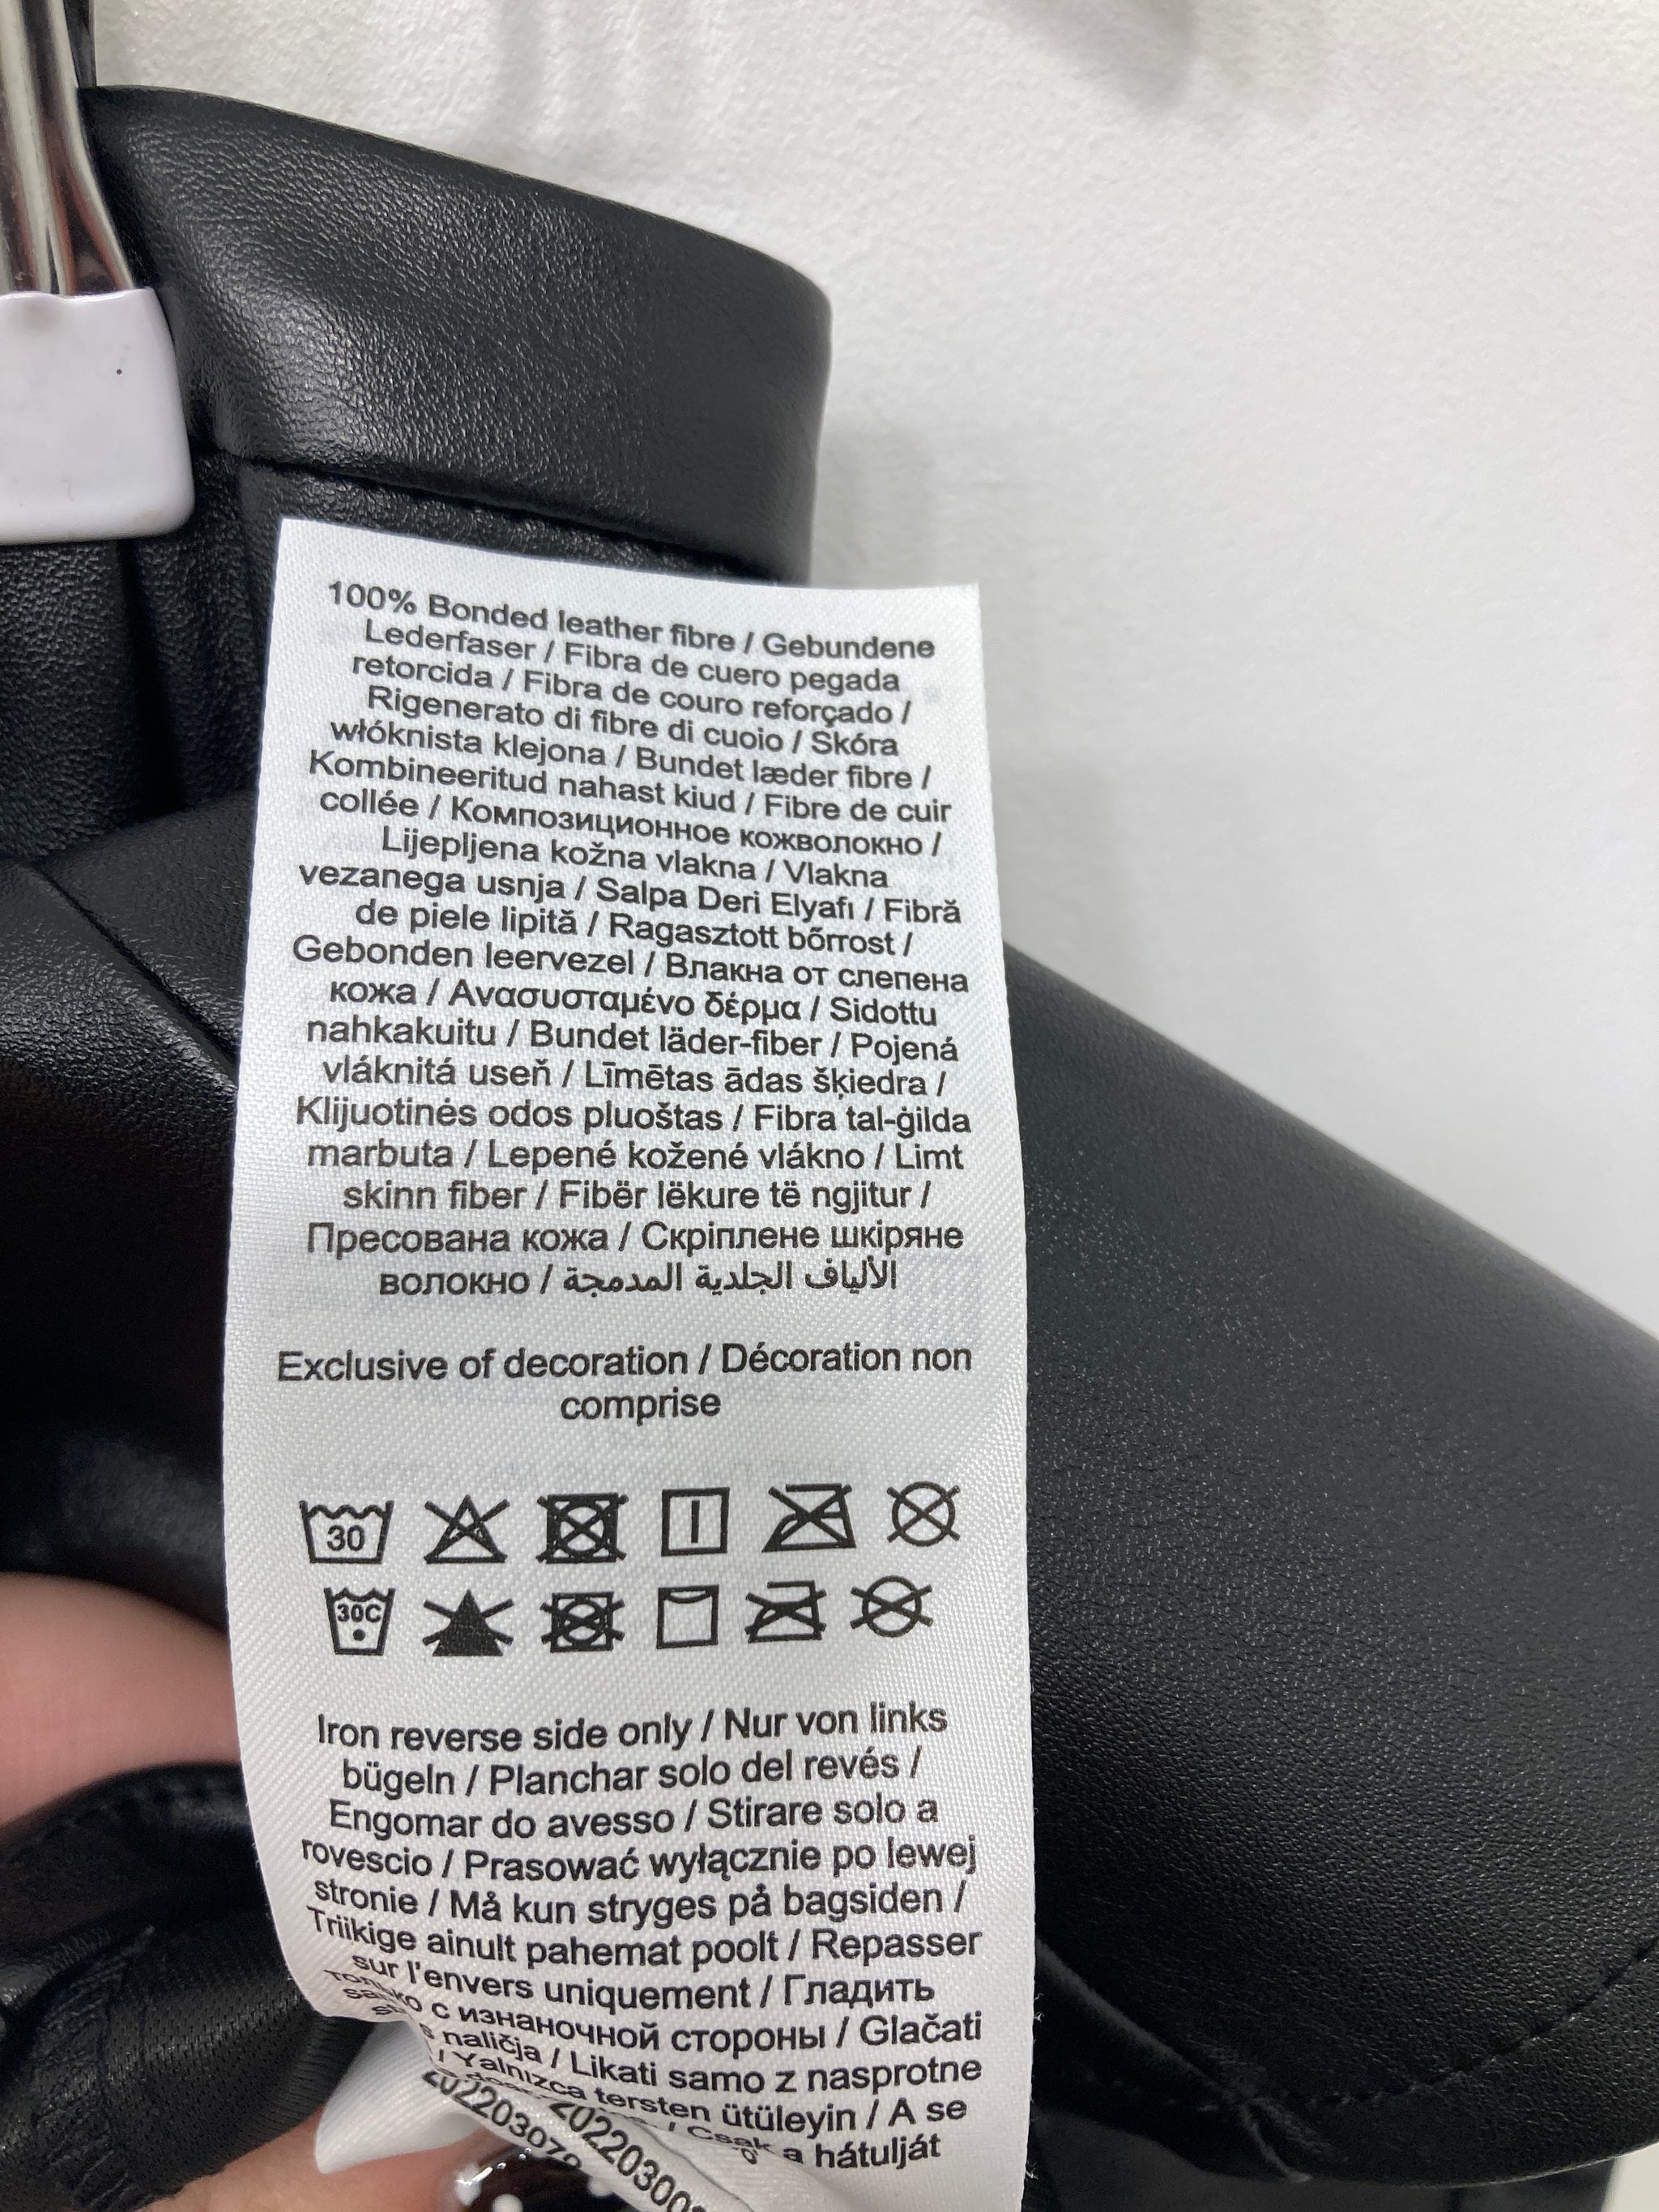 100% Bonded leather fibre / Gebundene
Lederfaser / Fibra de cuero pegada
retorcida / Fibra de couro reforçado /
Rigenerato di fibre di cuoio / Skóra
włóknista klejona / Bundet læder fibre /
Kombineeritud nahast kiud / Fibre de cuir
collée / Композиционное кожволокно /
Lijepljena kožna vlakna / Vlakna
vezanega usnja / Salpa Deri Elyafı / Fibră
de piele lipită / Ragasztott bőrrost /
Gebonden leervezel / Влакна от слепена
кожа / Ανασυσταμένο δέρμα / Sidottu
nahkakuitu / Bundet läder-fiber / Pojená
vláknitá useň / Līmētas ādas šķiedra /
Klijuotinės odos pluoštas / Fibra tal-ġilda
marbuta / Lepené kožené vlákno / Limt
skinn fiber / Fibër lëkure të ngjitur /
Пресована кожа / Скріплене шкіряне
волокно / الألياف الجلدية المدمجة
Exclusive of decoration / Décoration non
comprise
30
30C
Iron reverse side only / Nur von links
bügeln / Planchar solo del revés /
Engomar do avesso / Stirare solo a
rovescio / Prasować wyłącznie po lewej
stronie / Må kun stryges på bagsiden /
Triikige ainult pahemat poolt / Repasser
sur l'envers uniquement / Гладить
только с изнаночной стороны / Glačati
s naličja / Likati samo z nasprotne
/ Yalnızca tersten ütüleyin / A se
/ Csak a hátulját